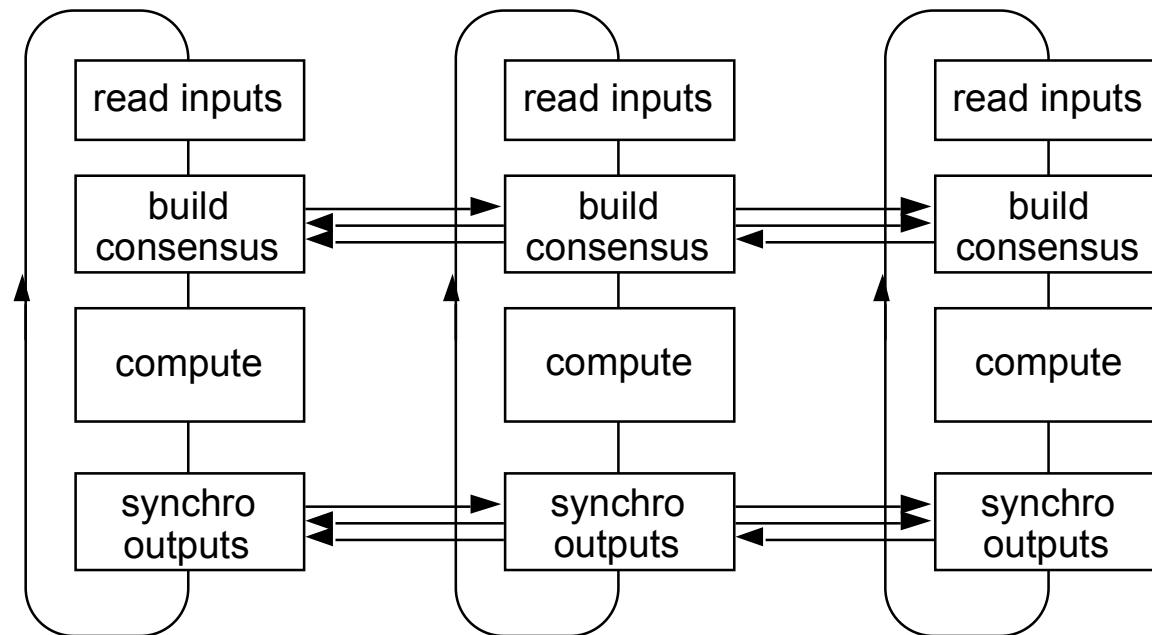 read inputs
read inputs
read inputs
build
consensus
build
consensus
build
consensus
compute
compute
compute
synchro
outputs
synchro
outputs
synchro
outputs